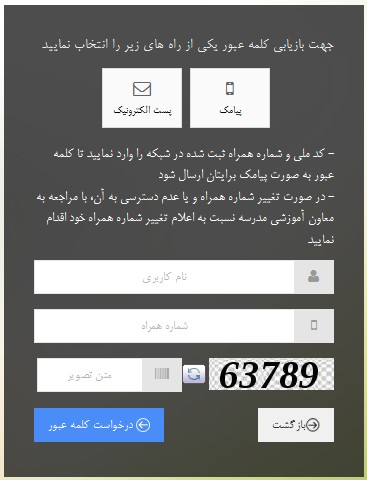 جهت بازیابی کلمه عبور یکی از راه های زیر را انتخاب نمایید
پیامک
پست الکترونیک
- کد ملی و شماره همراه ثبت شده در شبکه را وارد نمایید تا کلمه
عبور به صورت پیامک برایتان ارسال شود
- در صورت تغییر شماره همراه و یا عدم دسترسی به آن، با مراجعه به
معاون آموزشی مدرسه نسبت به اعلام تغییر شماره همراه خود اقدام
نمایید
نام کاربری
شماره همراه
63789
متن تصویر
بازگشت
درخواست کلمه عبور